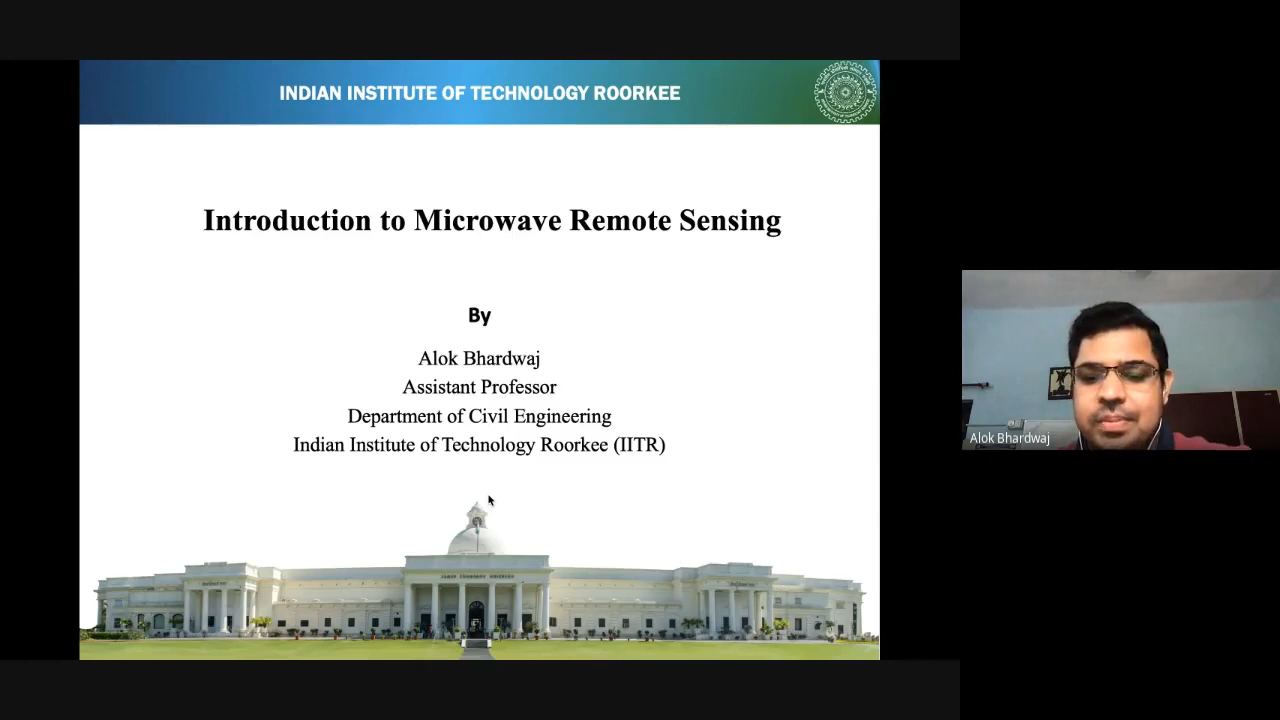 INDIAN INSTITUTE OF TECHNOLOGY ROORKEE
Introduction to Microwave Remote Sensing
By
Alok Bhardwaj
Assistant Professor
Department of Civil Engineering
Indian Institute of Technology Roorkee (IITR)
Alok Bhardwaj